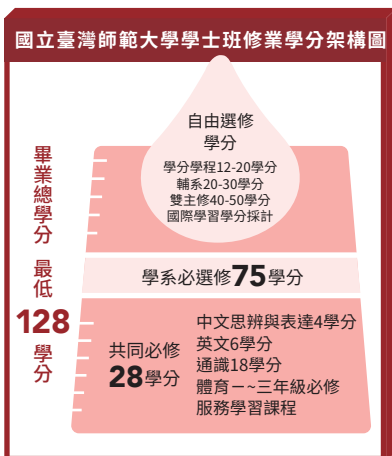 國立臺灣師範大學學士班修業學分架構圖
自由選修
學分
學分學程12-20學分
輔系20-30學分
雙主修40-50學分
國際學習學分採計
畢業總學分 最低
128
學分
學系必選修75學分
共同必修
28學分
中文思辨與表達4學分
英文6學分
通識18學分
體育一~三年級必修
服務學習課程